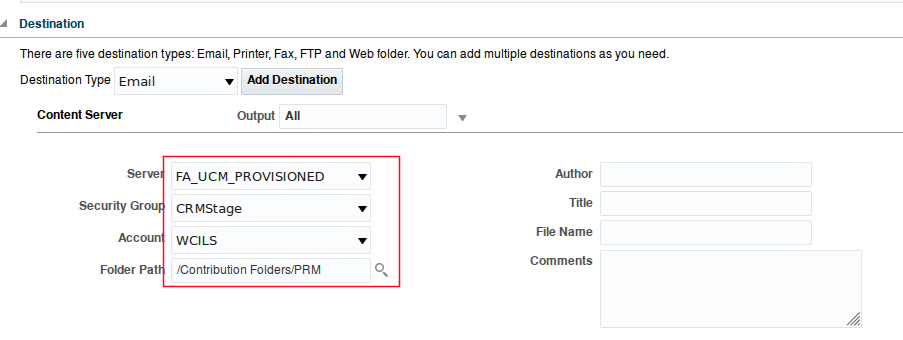 Destination
There are five destination types: Email, Printer, Fax, FTP and Web folder. You can add multiple destinations as you need.
Destination Type Email Add Destination
Content Server Output All
Server FA_UCM_PROVISIONED
Security Group CRMStage
Account WCILS
Folder Path /Contribution Folders/PRM
Author
Title
File Name
Comments